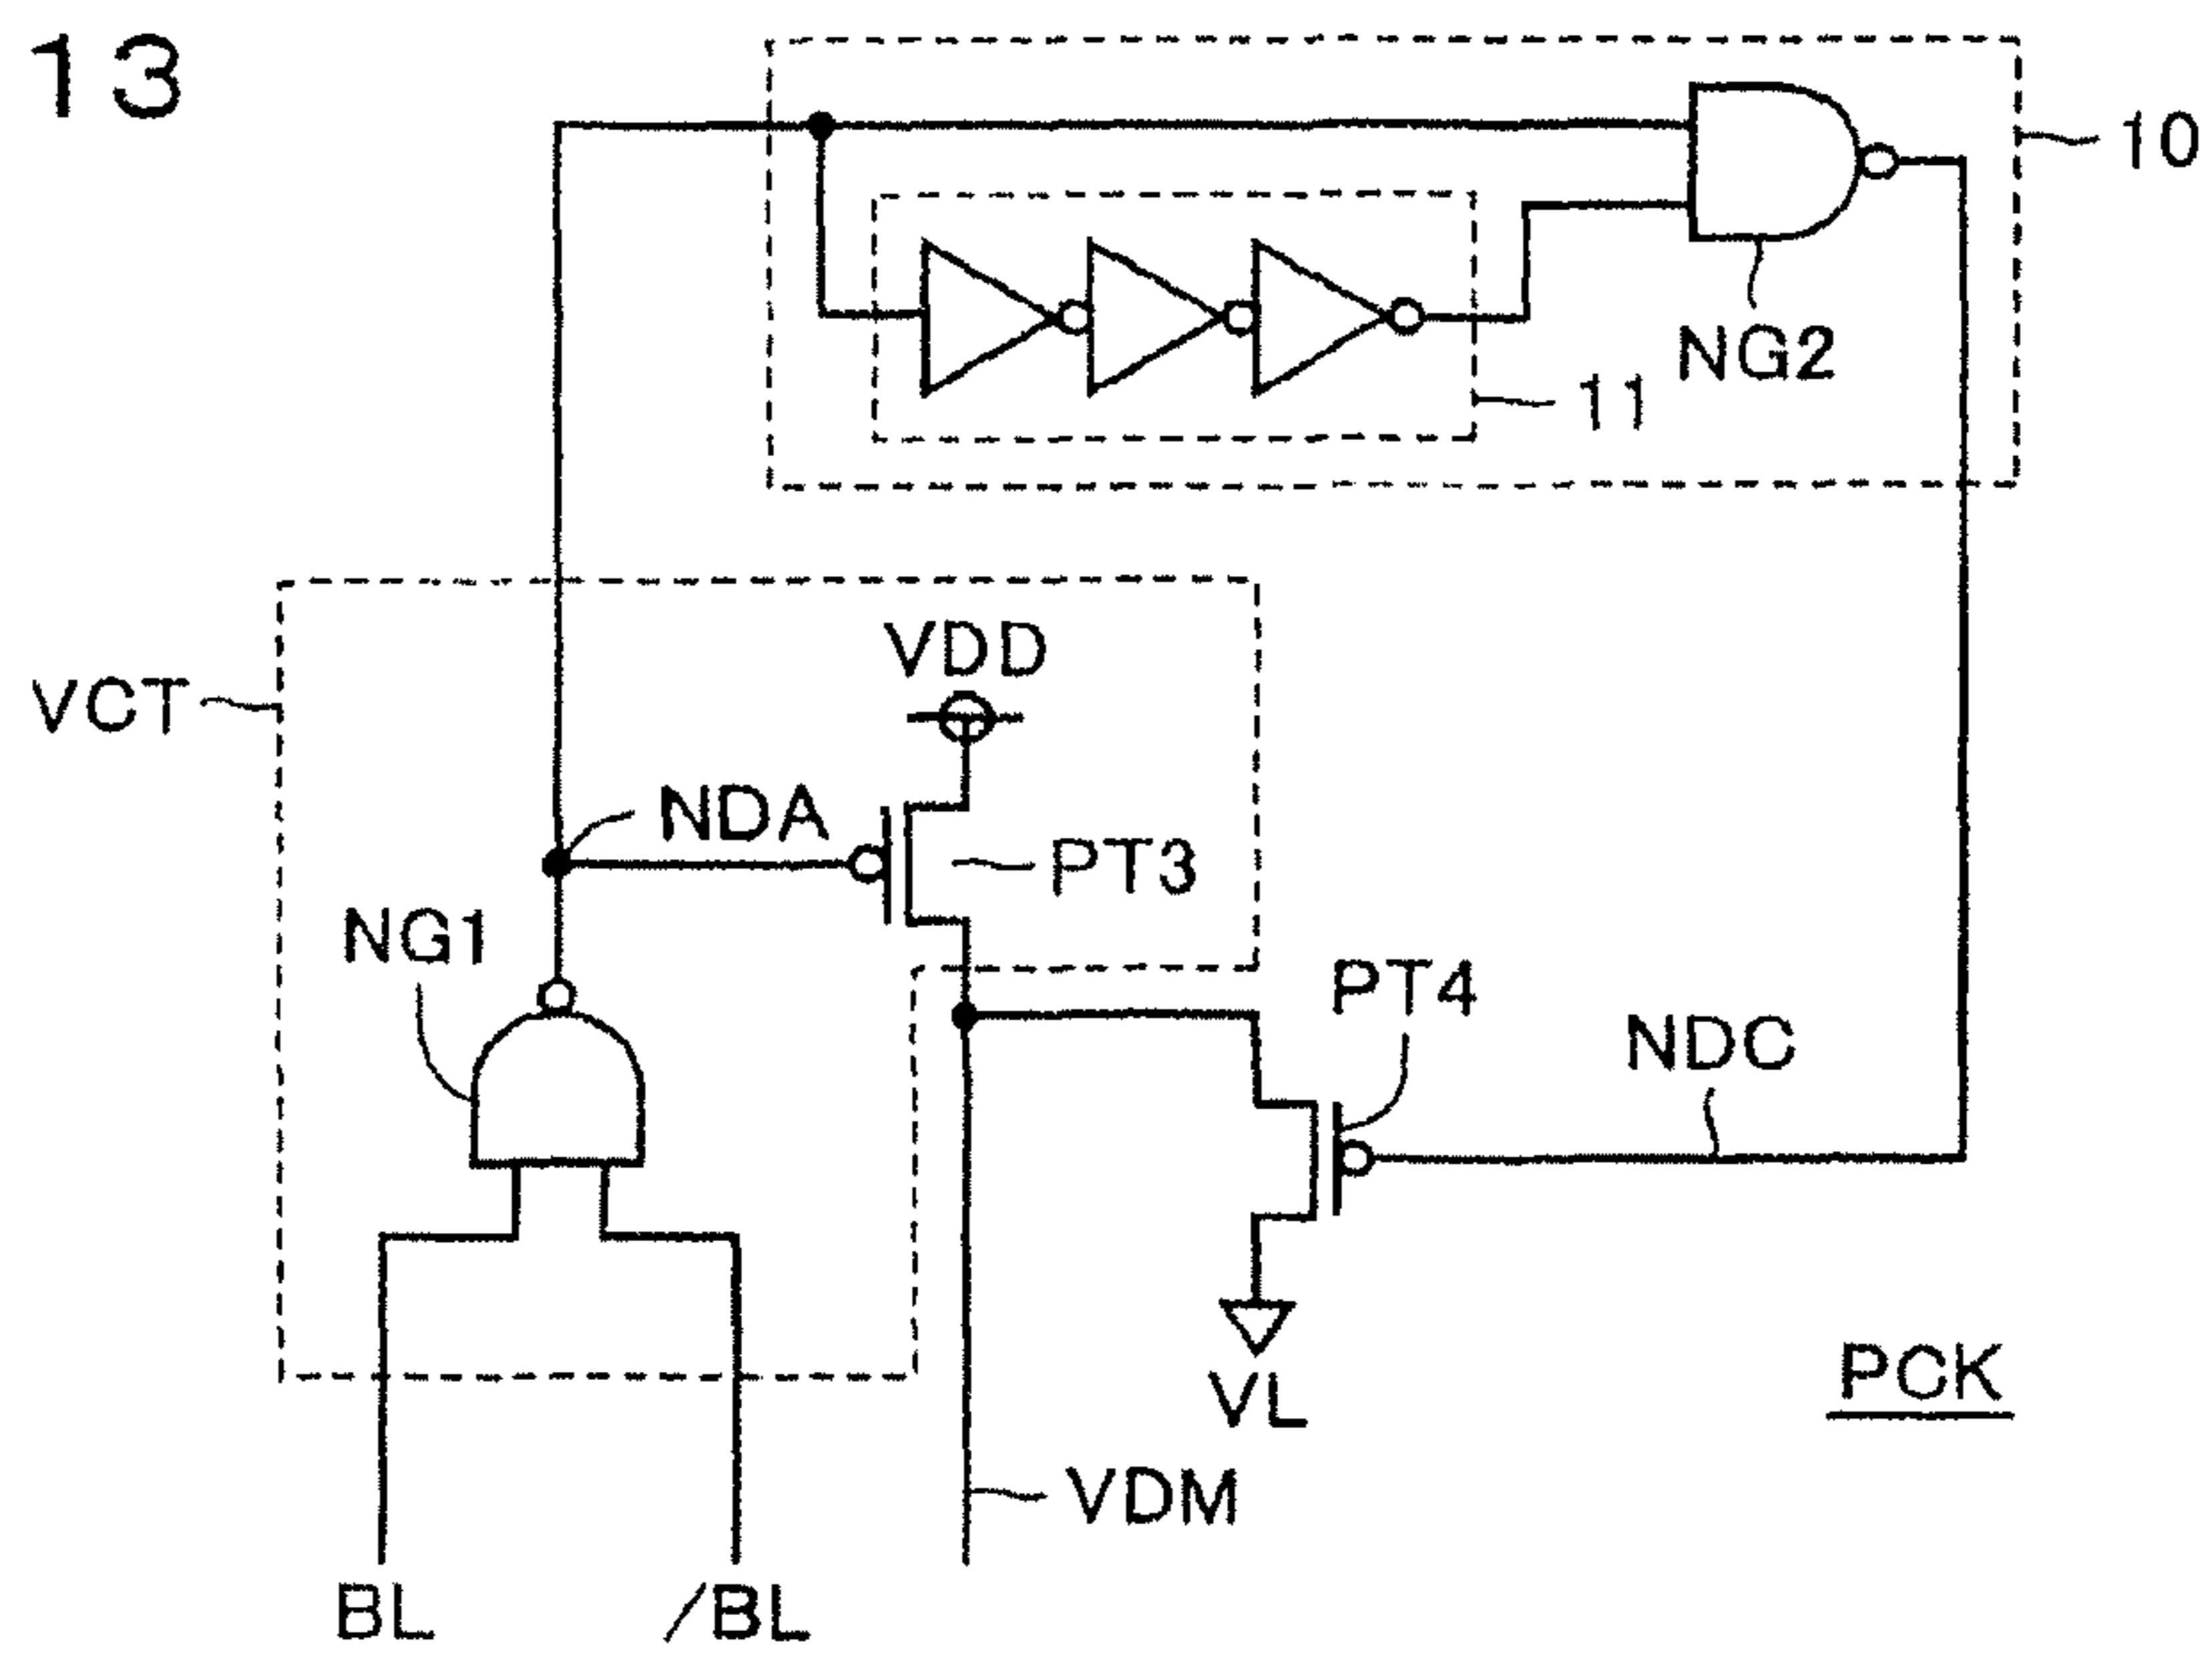 13
10
NG2
11
VDD
VCT
NDA
PT3
NG1
PT4
NDC
PCK
VL
VDM
BL
/BL